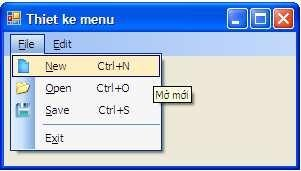 Thiet ke menu
File Edit
New Ctrl+N
Open Ctrl+O
Mở mới
Save Ctrl+S
Exit